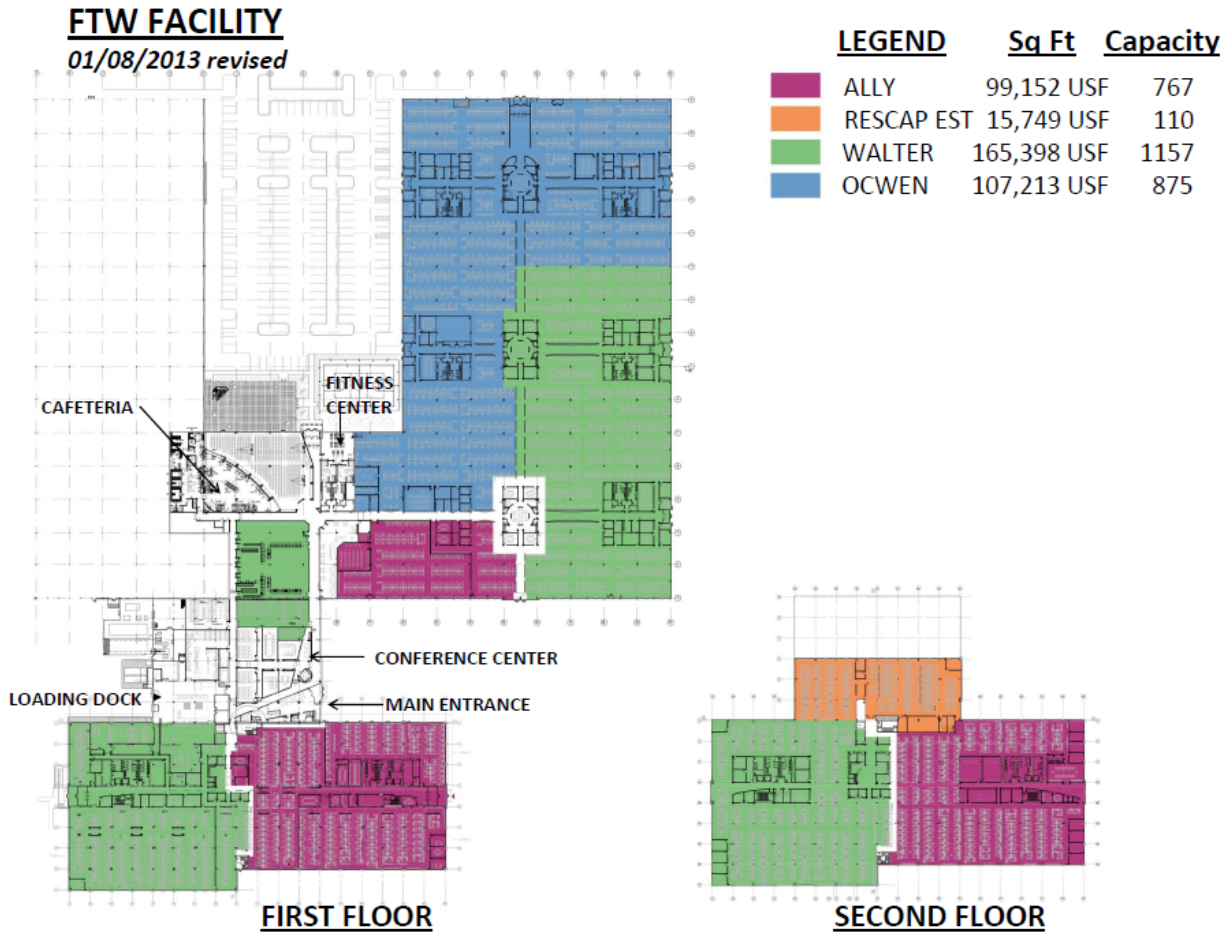 FTW FACILITY
01/08/2013 revised
LEGEND Sq Ft Capacity
ALLY 99,152 USF 767
RESCAP EST 15,749 USF 110
WALTER 165,398 USF 1157
OCWEN 107,213 USF 875
FITNESS
CENTER
CAFETERIA
CONFERENCE CENTER
LOADING DOCK
MAIN ENTRANCE
FIRST FLOOR
SECOND FLOOR